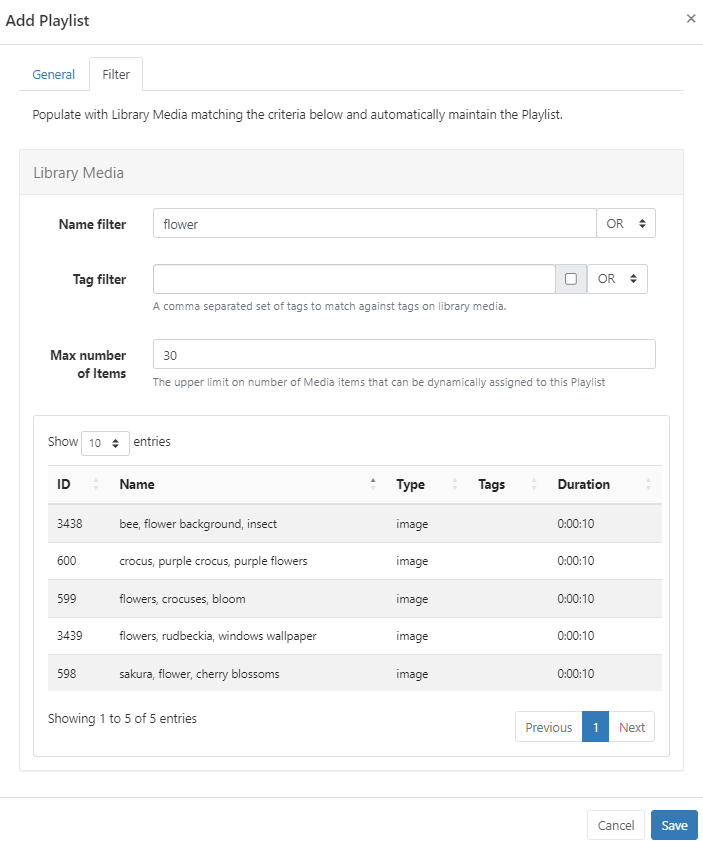 Add Playlist ×
General Filter
Populate with Library Media matching the criteria below and automatically maintain the Playlist.
Library Media
Name filter flower OR
Tag filter OR
A comma separated set of tags to match against tags on library media.
Max number
of Items 30
The upper limit on number of Media items that can be dynamically assigned to this Playlist
Show 10 entries
ID Name Type Tags Duration
3438 bee, flower background, insect image 0:00:10
600 crocus, purple crocus, purple flowers image 0:00:10
599 flowers, crocuses, bloom image 0:00:10
3439 flowers, rudbeckia, windows wallpaper image 0:00:10
598 sakura, flower, cherry blossoms image 0:00:10
Showing 1 to 5 of 5 entries
Previous 1 Next
Cancel Save